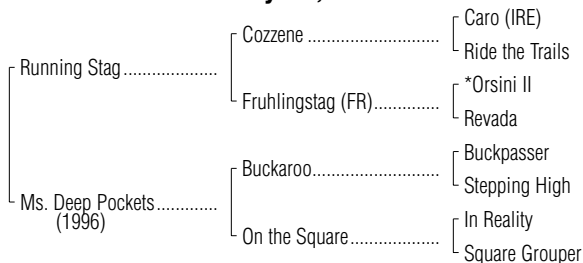 Caro (IRE)
Cozzene ..................................
Ride the Trails
Running Stag ....................
*Orsini II
Fruhlingstag (FR)..............
Revada
Buckpasser
Buckaroo...........................
Stepping High
Ms. Deep Pockets .............
(1996)
In Reality
On the Square...................
Square Grouper